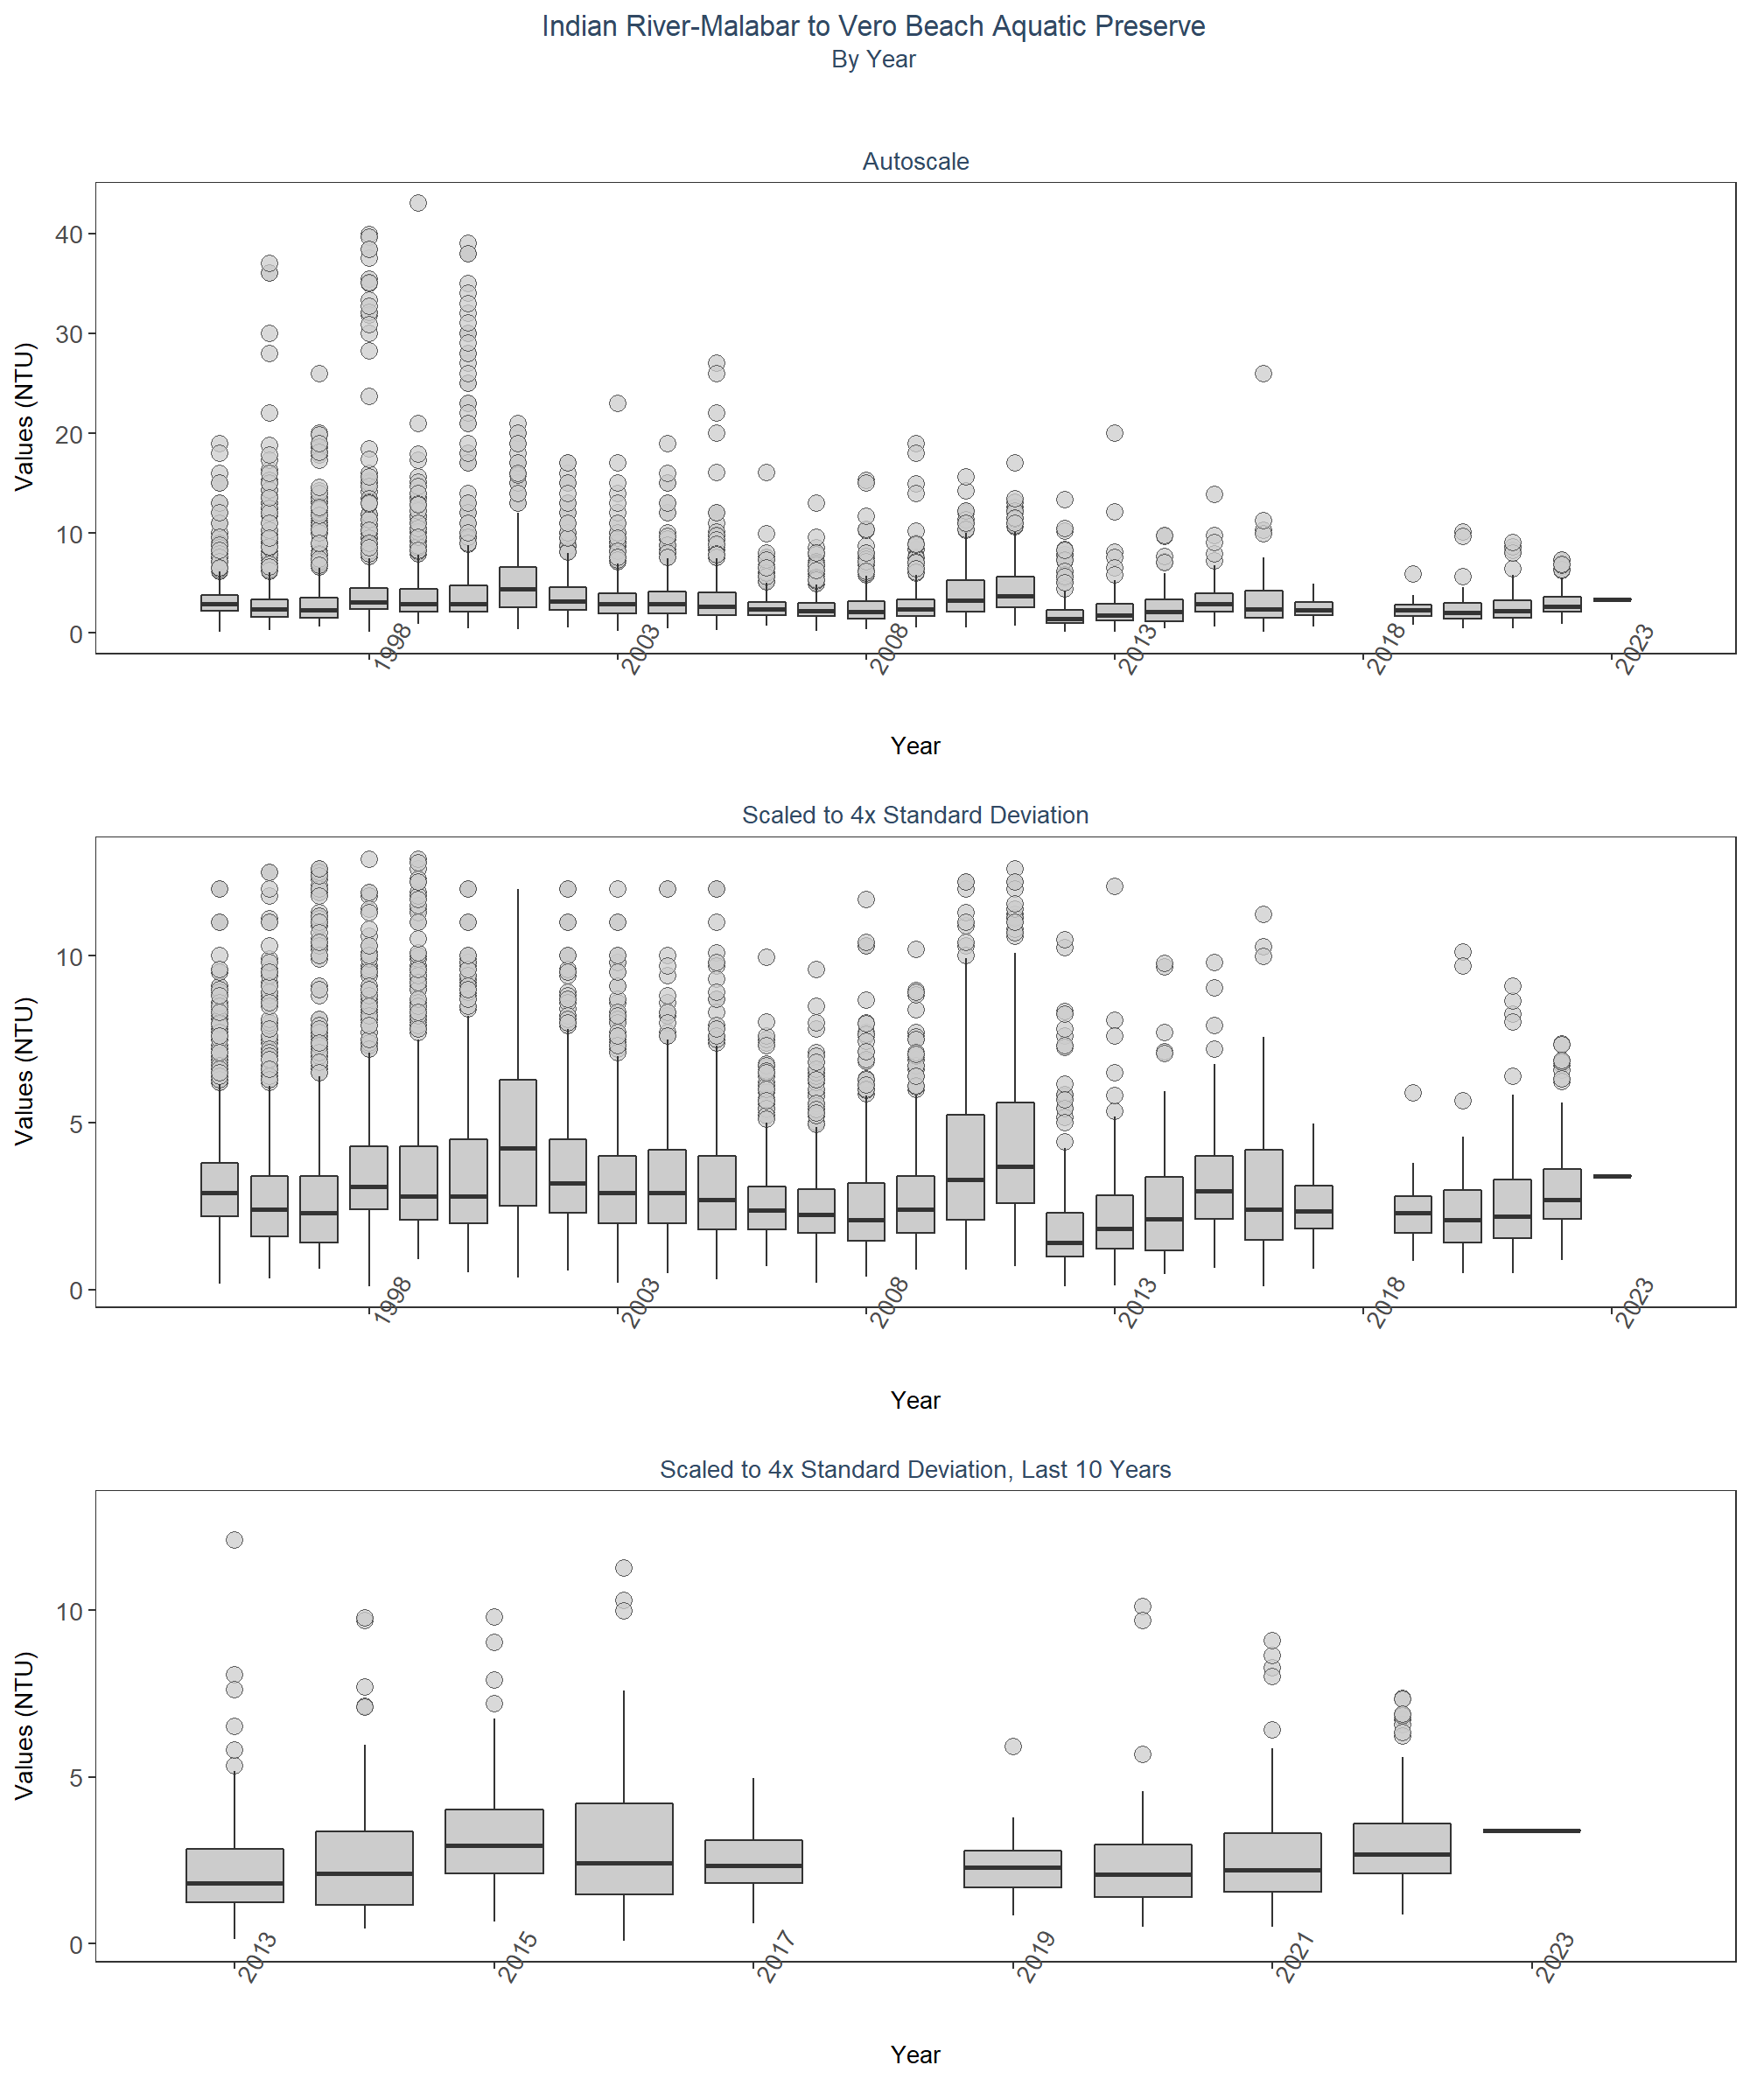 Indian River-Malabar to Vero Beach Aquatic Preserve
By Year
Autoscale
Values (NTU)
40
30
20
10
0
1998
2003
2008
2013
2018
2023
Year
Scaled to 4x Standard Deviation
Values (NTU)
10
5
0
1998
2003
2008
2013
2018
2023
Year
Scaled to 4x Standard Deviation, Last 10 Years
Values (NTU)
10
5
0
2013
2015
2017
2019
2021
2023
Year